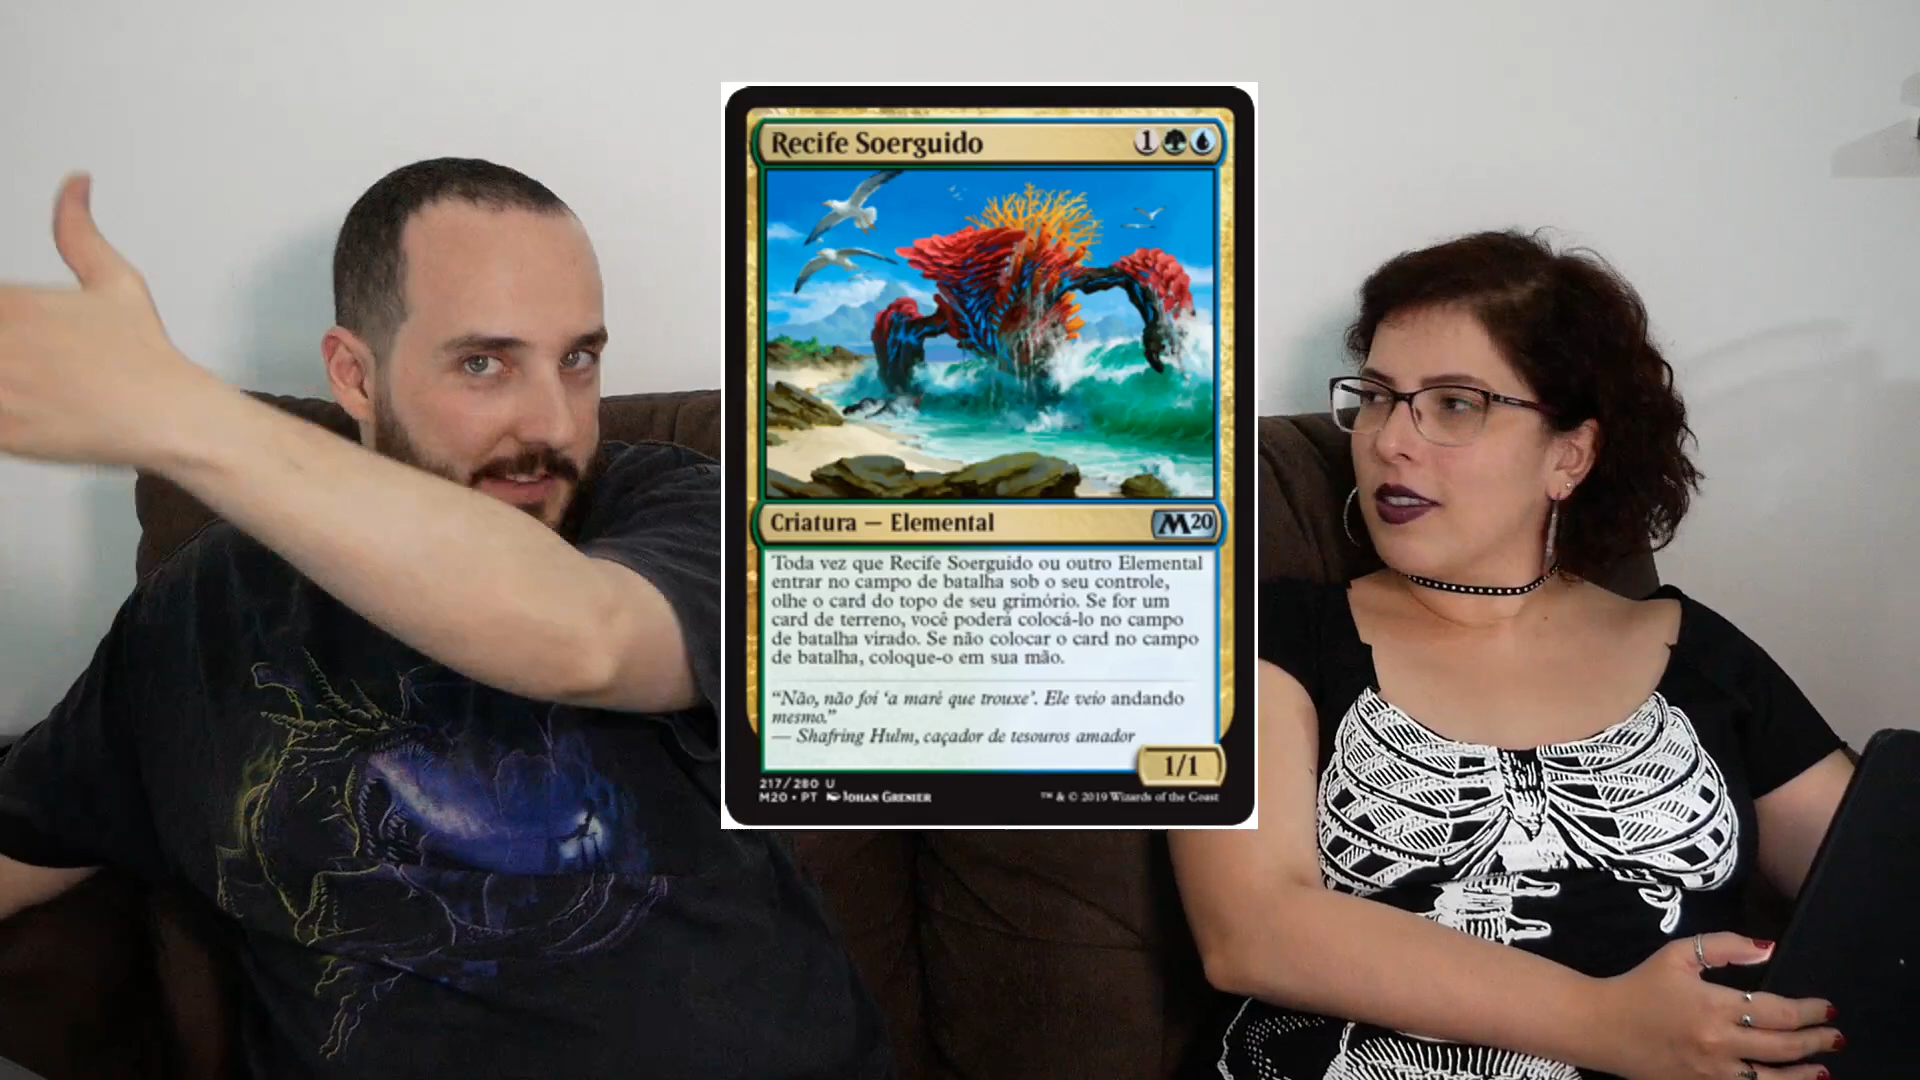 Recife Soerguido 1
Criatura — Elemental M20
Toda vez que Recife Soerguido ou outro Elemental
entrar no campo de batalha sob o seu controle,
olhe o card do topo de seu grimório. Se for um
card de terreno, você poderá colocá-lo no campo
de batalha virado. Se não colocar o card no campo
de batalha, coloque-o em sua mão.
“Não, não foi ‘a maré que trouxe’. Ele veio andando
mesmo.”
— Shafring Hulm, caçador de tesouros amador
1/1
217/280 U
M20 • PT Johan Grenier
™ & © 2019 Wizards of the Coast